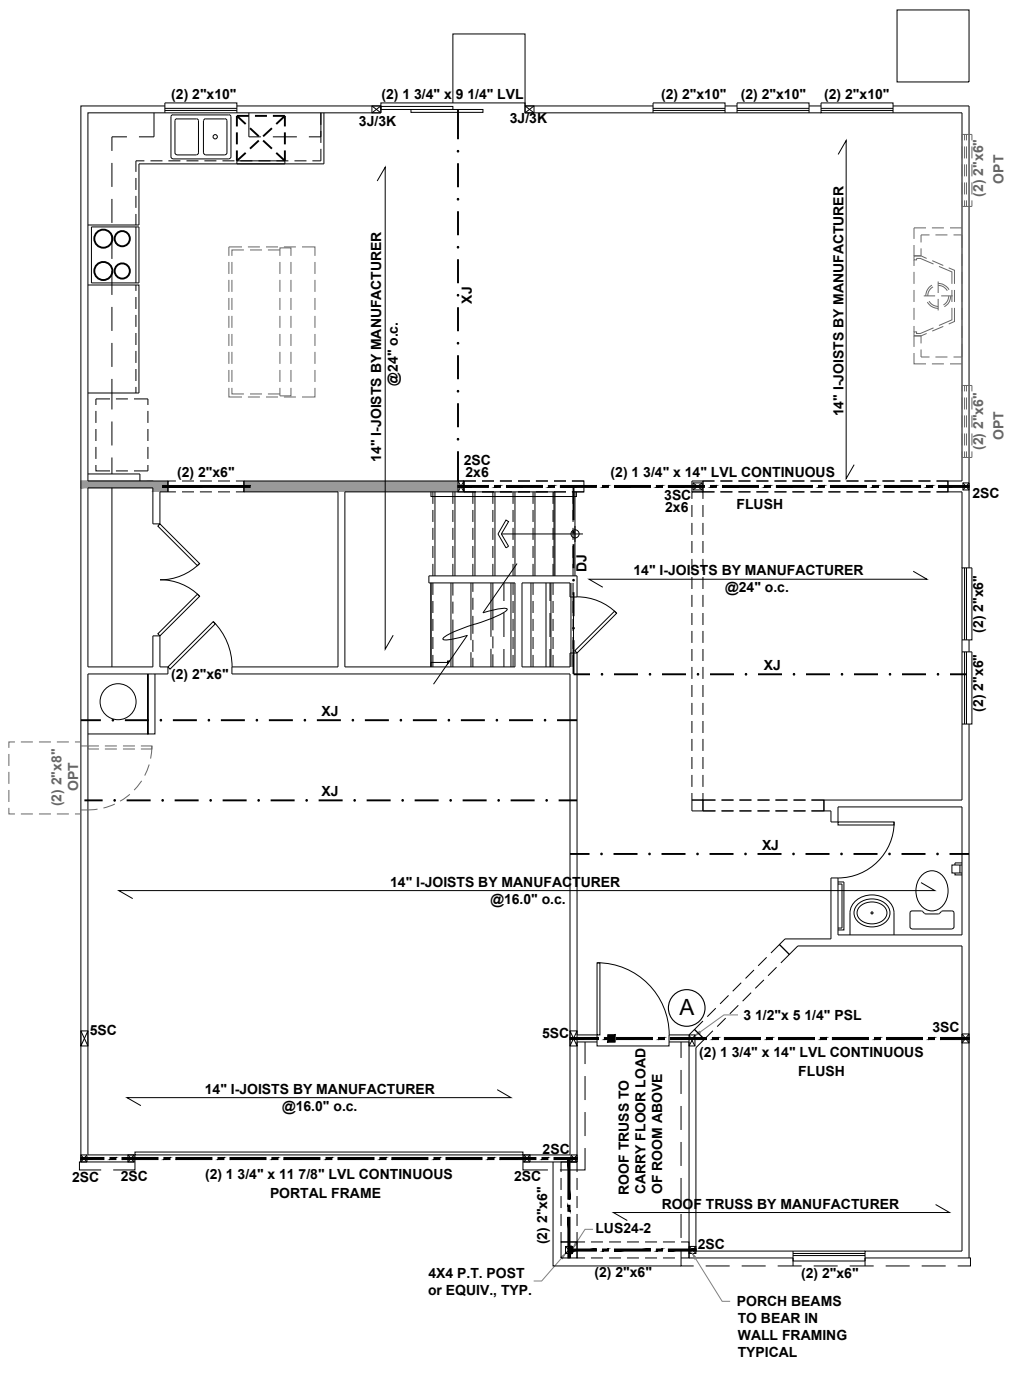 (2) 2"x10"
(2) 1 3/4" x 9 1/4" LVL
(2) 2"x10"
(2) 2"x10"
(2) 2"x10"
3J/3K
3J/3K
(2) 2"x6"
OPT
14" I-JOISTS BY MANUFACTURER
@24" o.c.
XJ
14" I-JOISTS BY MANUFACTURER
(2) 2"x6"
OPT
(2) 2"x6"
2SC
2x6
(2) 1 3/4" x 14" LVL CONTINUOUS
FLUSH
3SC
2x6
2SC
DJ
14" I-JOISTS BY MANUFACTURER
@24" o.c.
(2) 2"x6"
(2) 2"x6"
(2) 2"x6"
XJ
XJ
(2) 2"x8"
OPT
XJ
XJ
14" I-JOISTS BY MANUFACTURER
@16.0" o.c.
A
3 1/2"x 5 1/4" PSL
5SC
5SC
3SC
(2) 1 3/4" x 14" LVL CONTINUOUS
FLUSH
14" I-JOISTS BY MANUFACTURER
@16.0" o.c.
ROOF TRUSS TO
CARRY FLOOR LOAD
OF ROOM ABOVE
2SC
2SC
2SC
2SC
(2) 1 3/4" x 11 7/8" LVL CONTINUOUS
PORTAL FRAME
(2) 2"x6"
ROOF TRUSS BY MANUFACTURER
LUS24-2
2SC
4X4 P.T. POST
or EQUIV., TYP.
(2) 2"x6"
(2) 2"x6"
PORCH BEAMS
TO BEAR IN
WALL FRAMING
TYPICAL